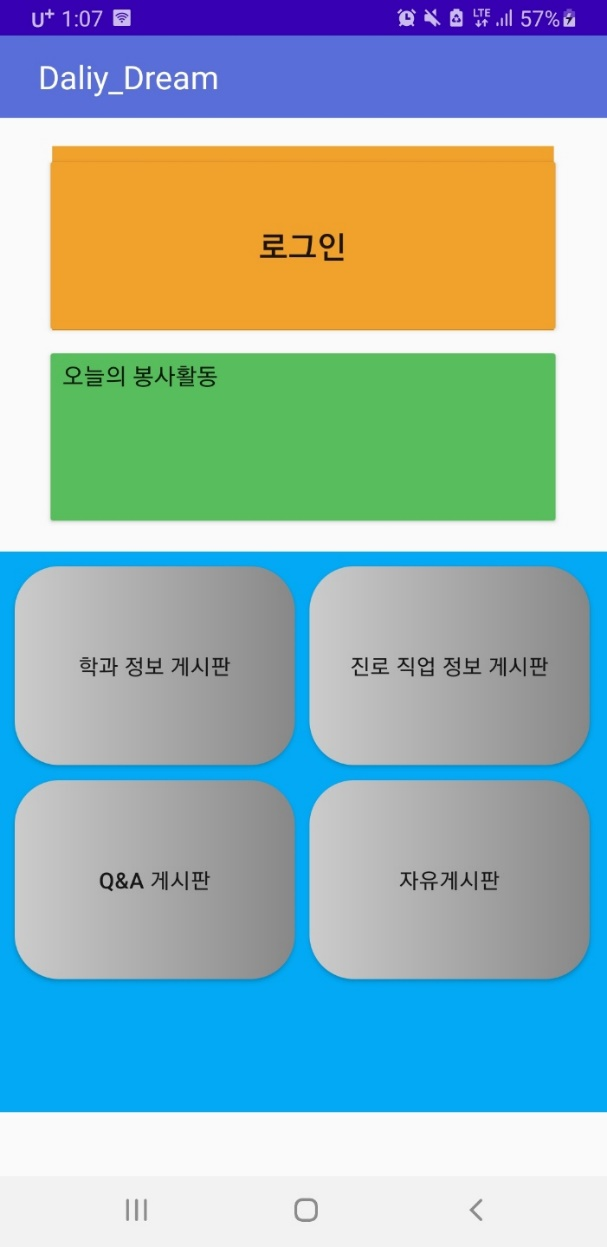 U+ 1:07 LTE 57%
Daliy_Dream
로그인
오늘의 봉사활동
학과 정보 게시판
진로 직업 정보 게시판
Q&A 게시판
자유게시판